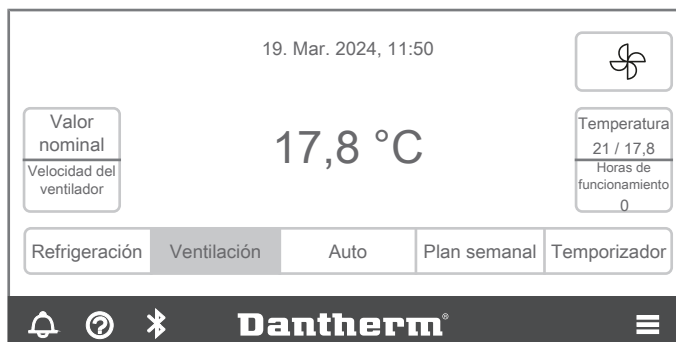 19. Mar. 2024, 11:50
Valor
nominal
Velocidad del
ventilador
17,8 °C
Temperatura
21 / 17,8
Horas de
funcionamiento
0
Refrigeración Ventilación Auto Plan semanal Temporizador
Dantherm®